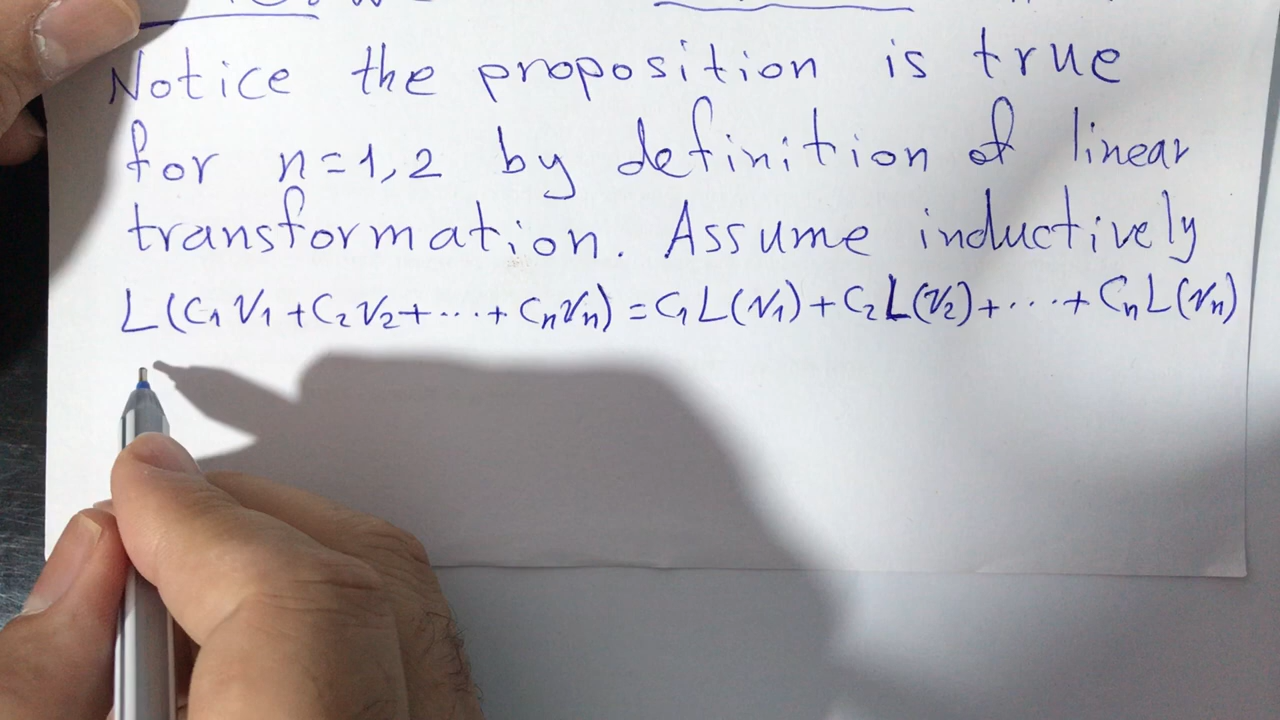 Notice the proposition is true
for n=1,2 by definition of linear
transformation. Assume inductively
L(C₁V₁+C₂V₂+···+CₙVₙ)=C₁L(V₁)+C₂L(V₂)+···+CₙL(Vₙ)